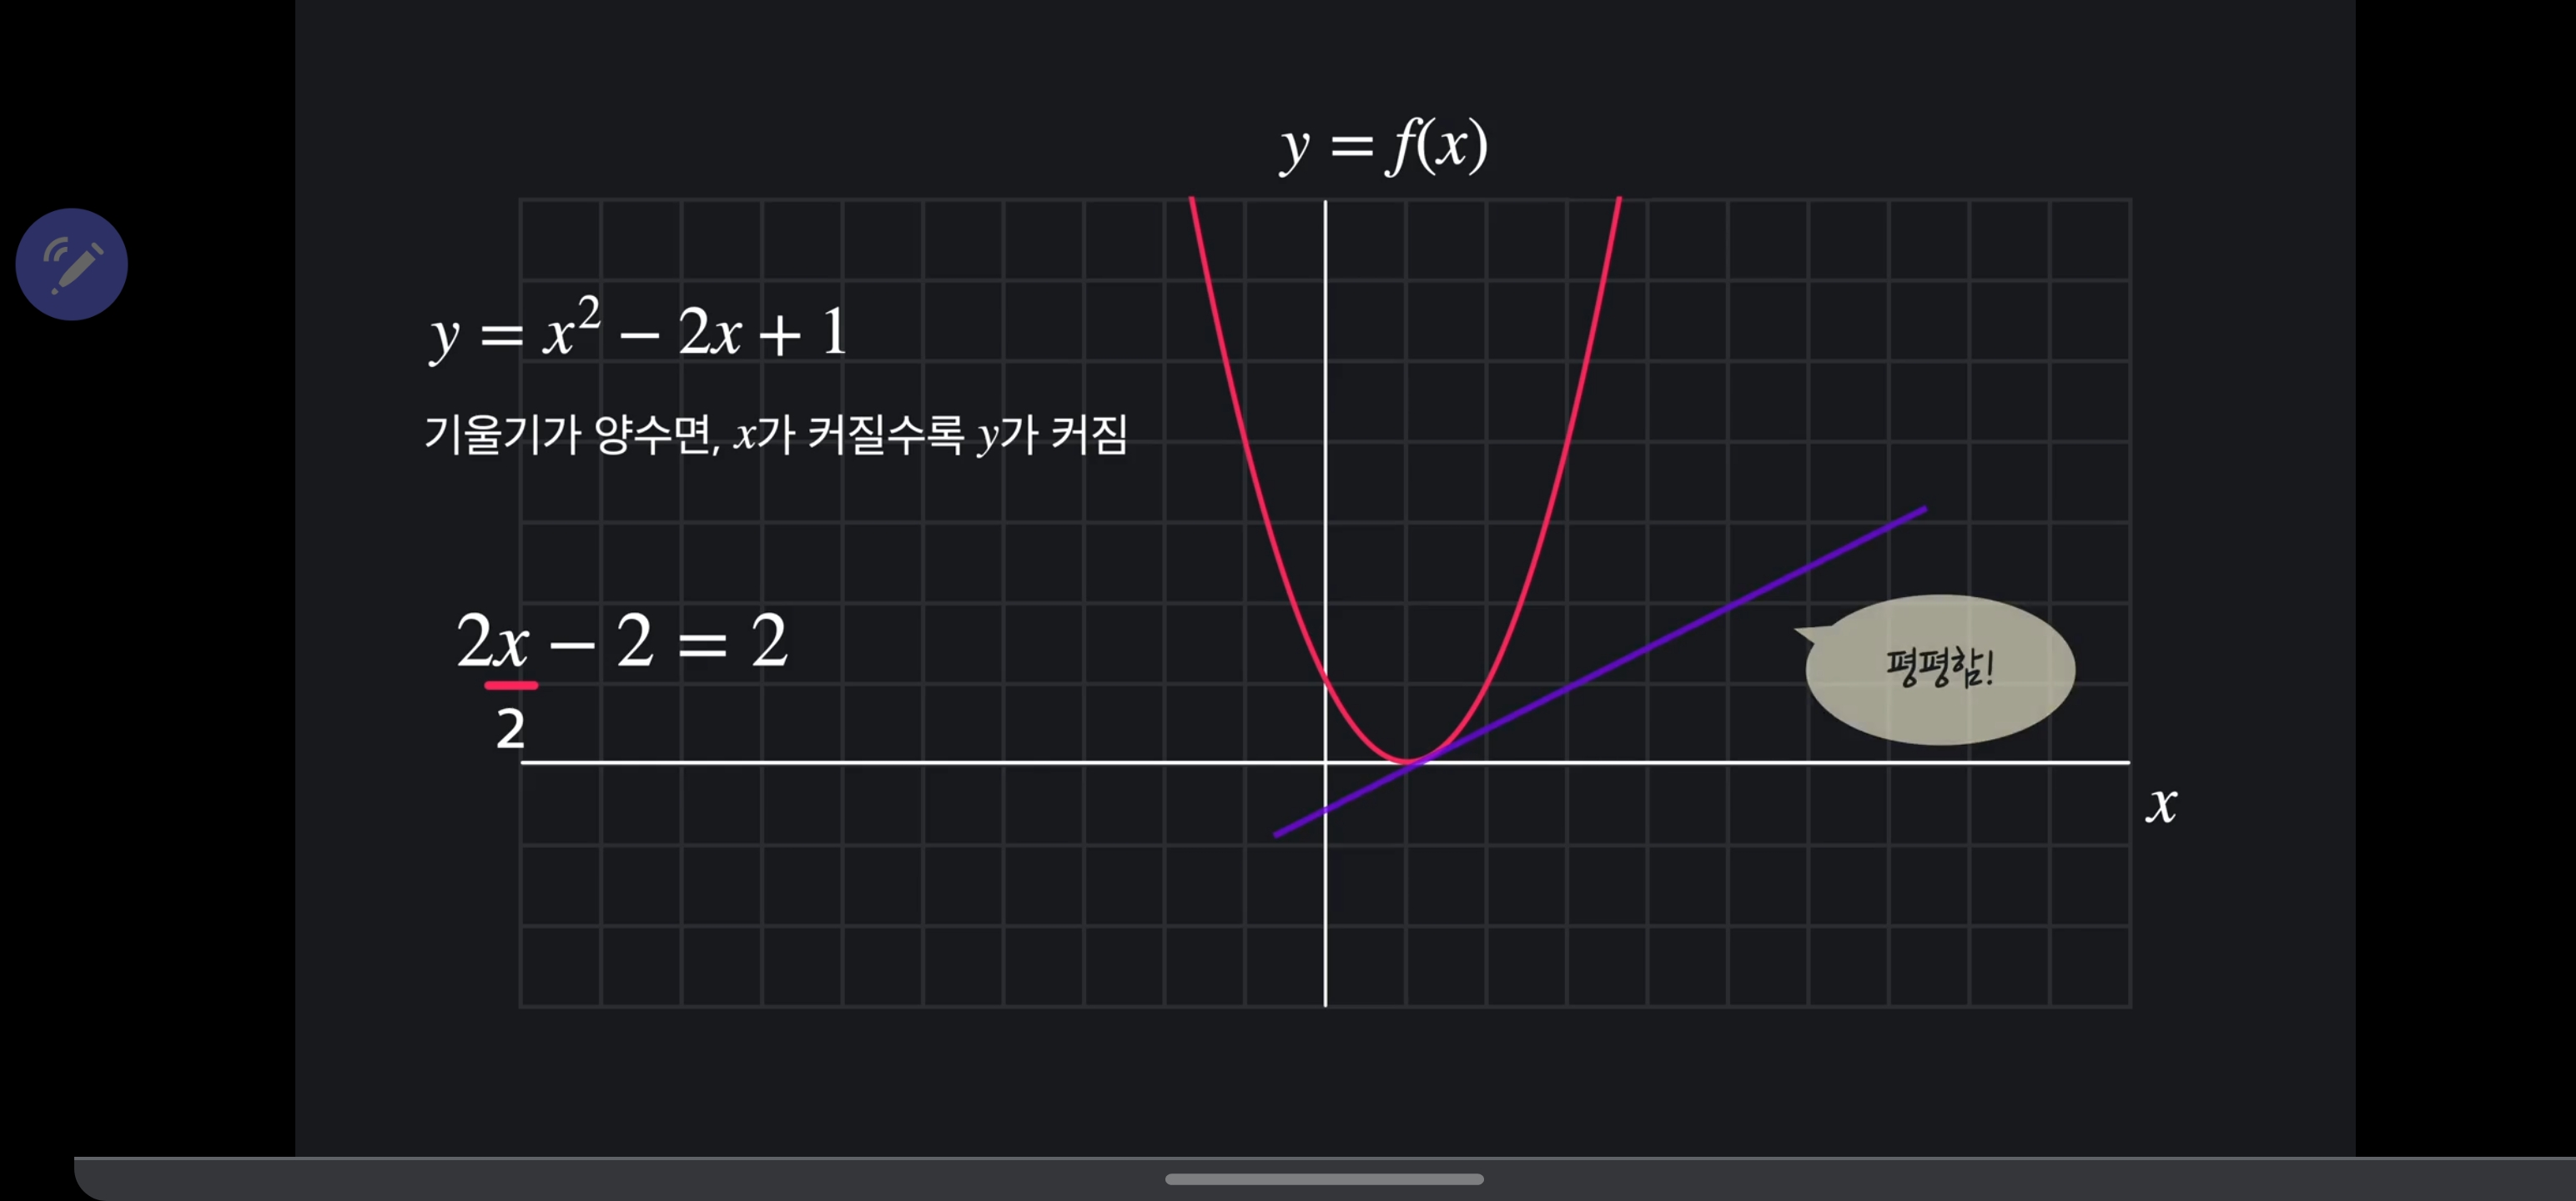 y = f(x)
y = x² − 2x + 1
기울기가 양수면, x가 커질수록 y가 커짐
2x − 2 = 2
2
평평함!
x